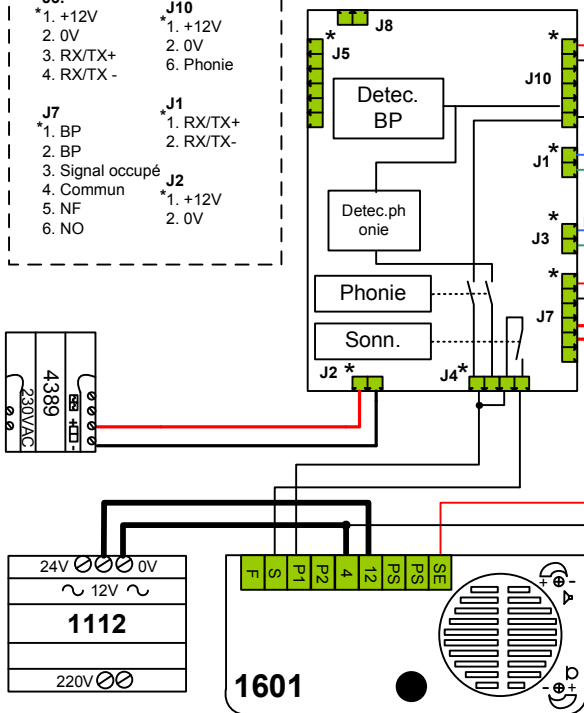 *1. +12V
2. 0V
3. RX/TX+
4. RX/TX -
J10
*1. +12V
2. 0V
6. Phonie
J7
*1. BP
2. BP
3. Signal occupé
4. Commun
5. NF
6. NO
J1
*1. RX/TX+
2. RX/TX-
J2
*1. +12V
2. 0V
J8
*
J5
*
J10
Detec.
BP
*
J1
Detec.ph
onie
*
J3
*
Phonie
J7
Sonn.
J2 *
J4*
4389
230V/AC
+ -
24V 0V
12V
1112
220V
F S P1 P2 4 12 PS PS SE
+ -
1601
- +